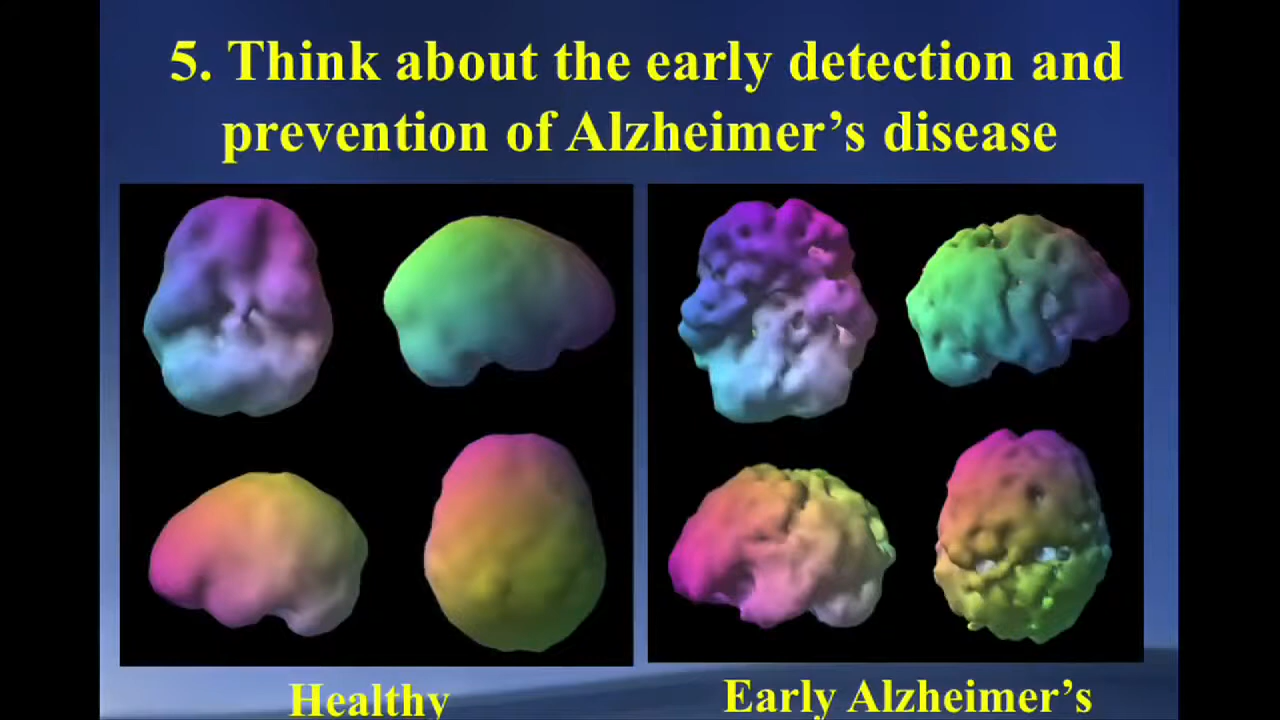 5. Think about the early detection and
prevention of Alzheimer’s disease
Healthy
Early Alzheimer’s